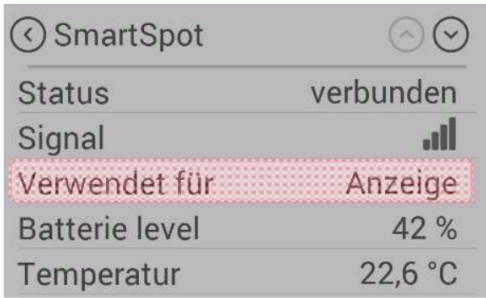 SmartSpot
Status verbunden
Signal
Verwendet für Anzeige
Batterie level 42 %
Temperatur 22,6 °C